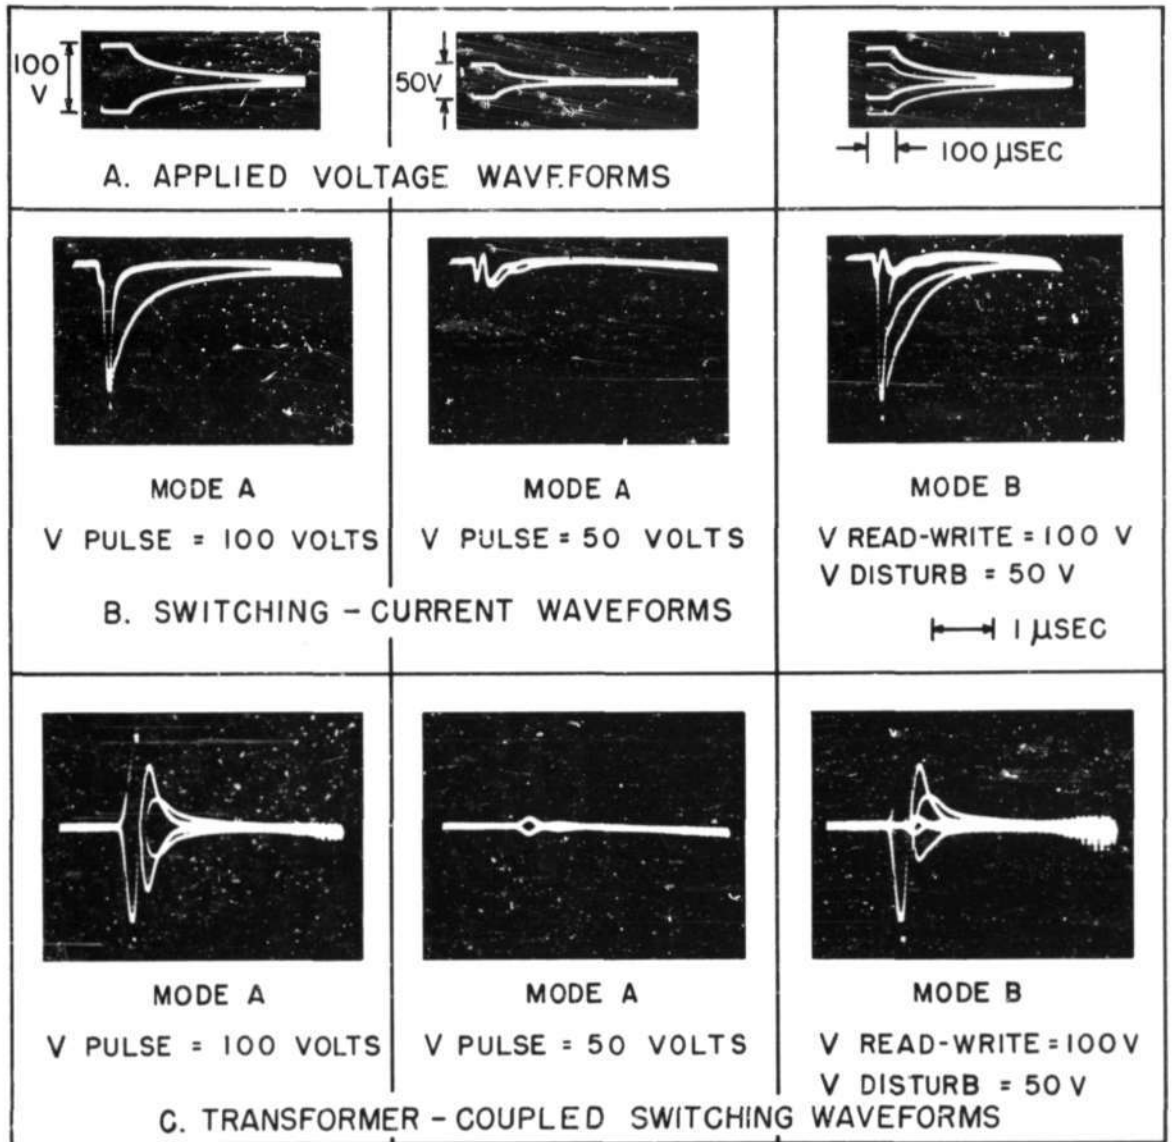 100
V
50V
100 µSEC
A. APPLIED VOLTAGE WAVEFORMS
MODE A
V PULSE = 100 VOLTS
MODE A
V PULSE = 50 VOLTS
MODE B
V READ-WRITE = 100 V
V DISTURB = 50 V
B. SWITCHING - CURRENT WAVEFORMS
1 µSEC
MODE A
V PULSE = 100 VOLTS
MODE A
V PULSE = 50 VOLTS
MODE B
V READ-WRITE = 100 V
V DISTURB = 50 V
C. TRANSFORMER - COUPLED SWITCHING WAVEFORMS